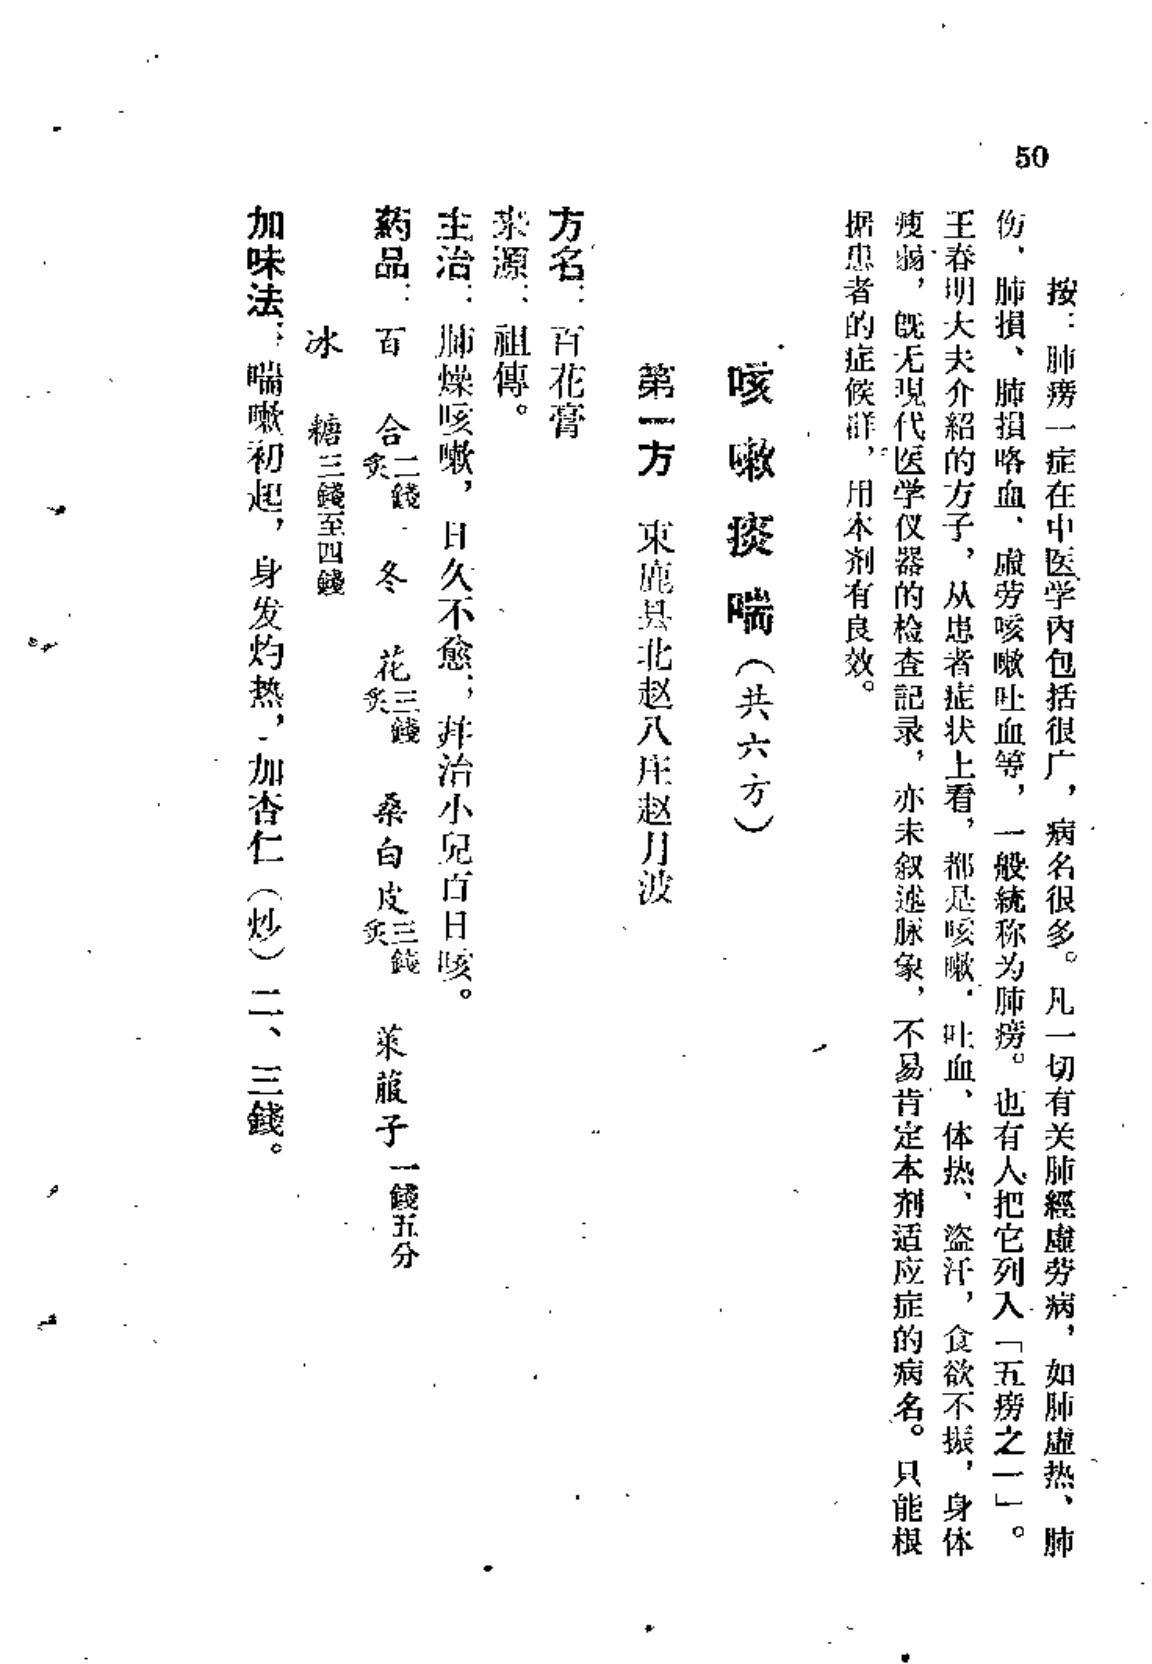 50
按：肺痨一症在中医学內包括很广，病名很多。凡一切有关肺經虛劳病，如肺虛热、肺
伤、肺損、肺損咯血、虛劳咳嗽吐血等，一般統称为肺痨。也有人把它列入「五痨之一」。
王春明大夫介紹的方子，从患者症状上看，都是咳嗽、吐血、体热、盜汗，食欲不振，身体
瘦弱，旣无現代医学仪器的检查記录，亦未叙述脉象，不易肯定本剂适应症的病名。只能根
据患者的症候群，用本剂有良效。
咳嗽痰喘（共六方）
第一方　束鹿县北赵八庄赵月波
方名：百花膏
来源：祖傳。
主治：肺燥咳嗽，日久不愈；幷治小兒百日咳。
药品：百合炙二錢　冬花炙三錢　桑白皮炙三錢　萊菔子一錢五分
冰糖三錢至四錢
加味法：喘嗽初起，身发灼热，加杏仁（炒）二、三錢。